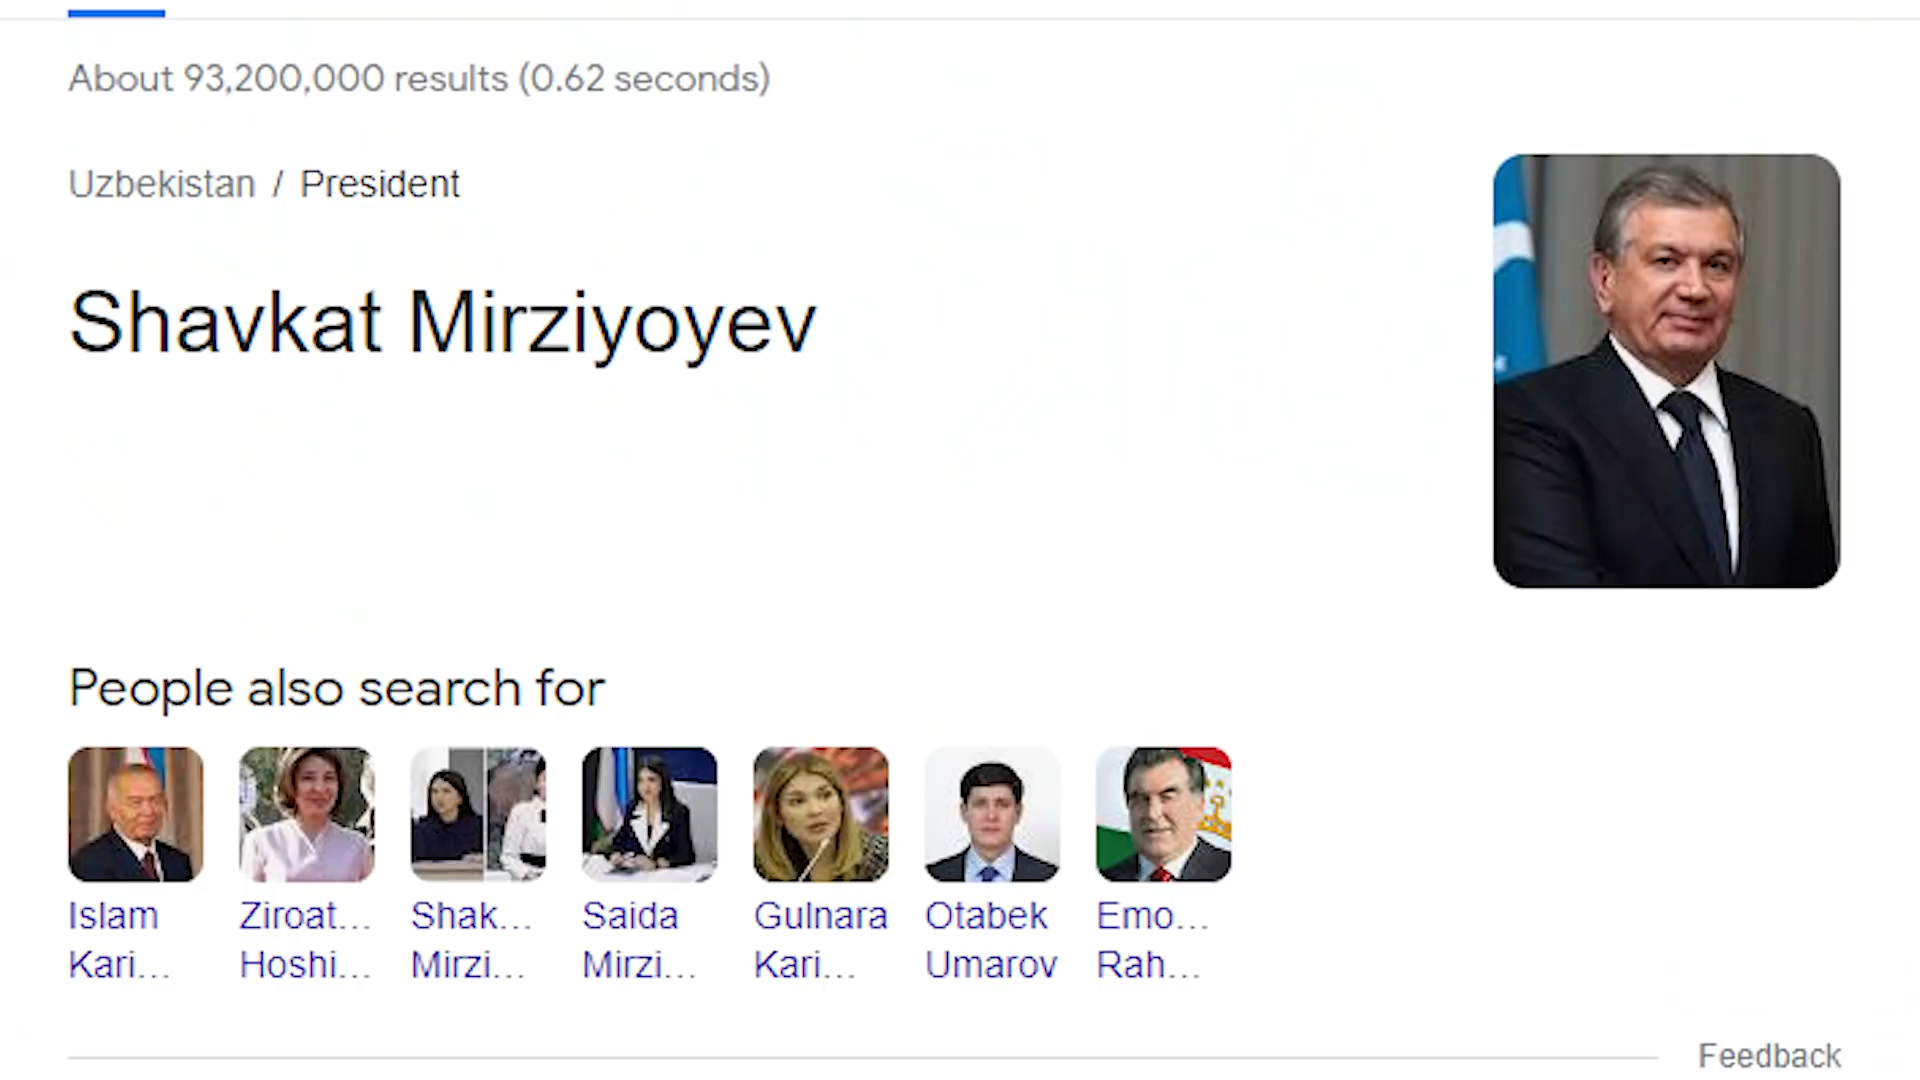 About 93,200,000 results (0.62 seconds)
Uzbekistan / President
Shavkat Mirziyoyev
People also search for
Islam Kari...
Ziroat... Hoshi...
Shak... Mirzi...
Saida Mirzi...
Gulnara Kari...
Otabek Umarov
Emo... Rah...
Feedback